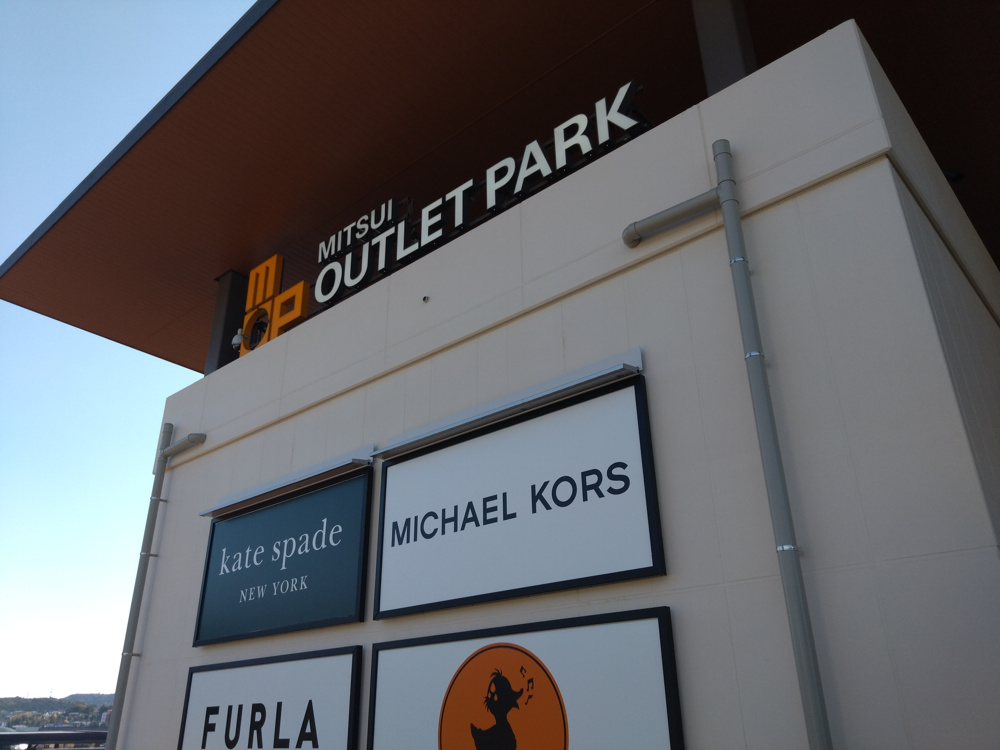 MITSUI
OUTLET PARK
MOP
kate spade
NEW YORK
MICHAEL KORS
FURLA